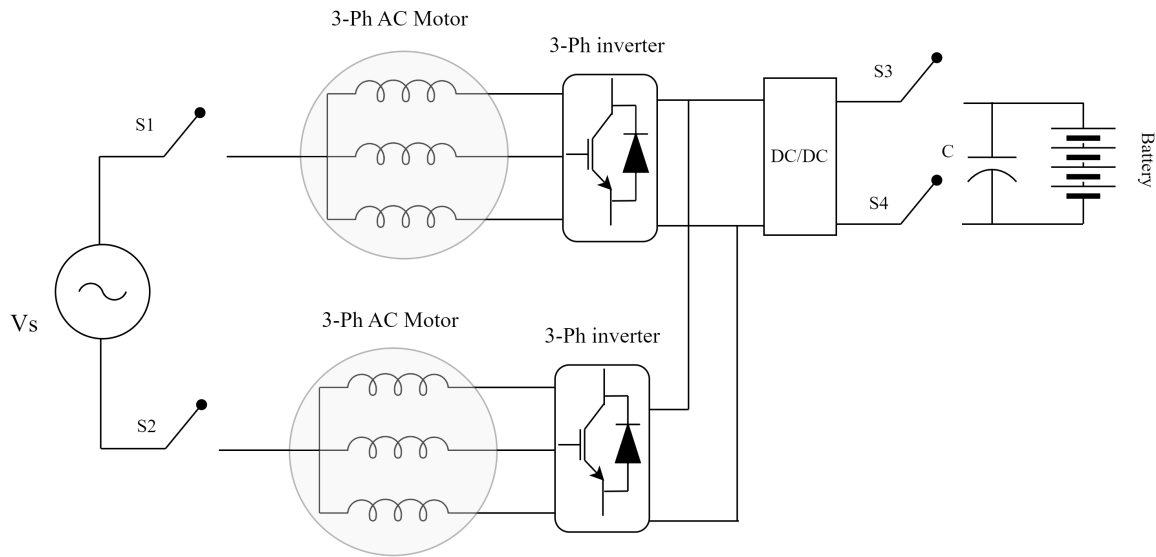 3-Ph AC Motor
3-Ph inverter
S1
S3
DC/DC
C
Battery
S4
Vs
3-Ph AC Motor
3-Ph inverter
S2